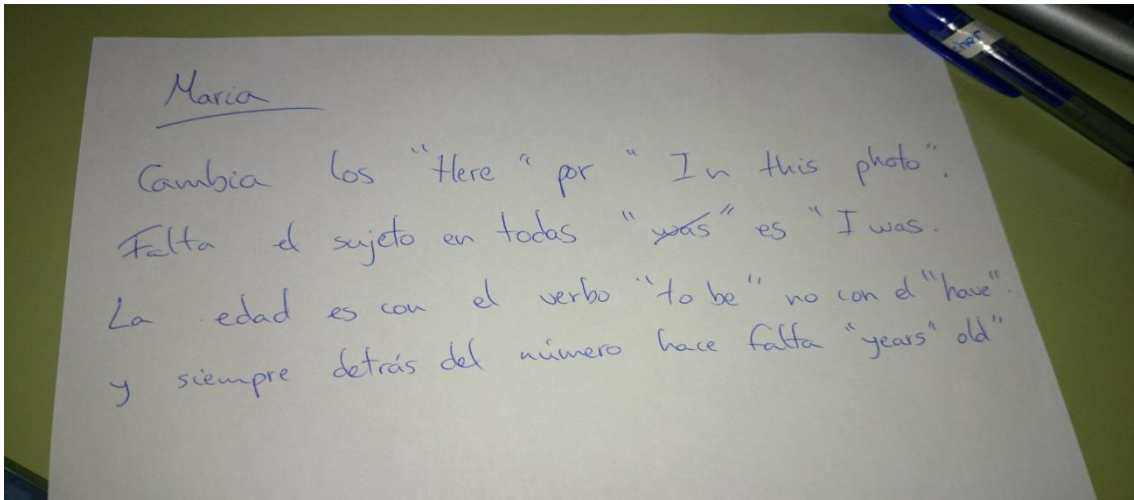 Maria
Cambia los "Here" por "In this photo".
Falta el sujeto en todas "was" es "I was.
La edad es con el verbo "to be" no con el "have".
y siempre detrás del número hace falta "years" old"